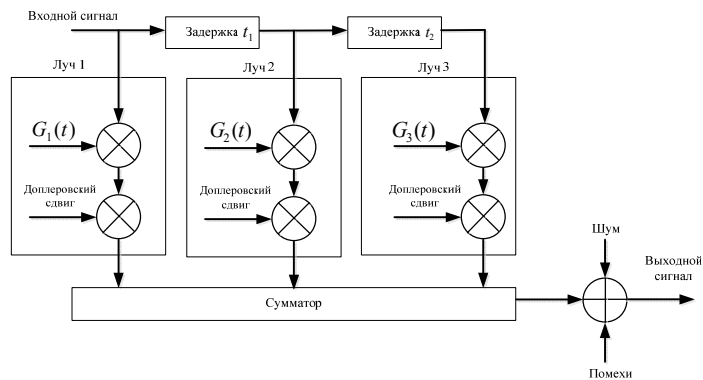 Входной сигнал
Задержка t₁
Задержка t₂
Луч 1
Луч 2
Луч 3
G₁(t)
G₂(t)
G₃(t)
Доплеровский
сдвиг
Доплеровский
сдвиг
Доплеровский
сдвиг
Шум
Выходной
сигнал
Сумматор
Помехи